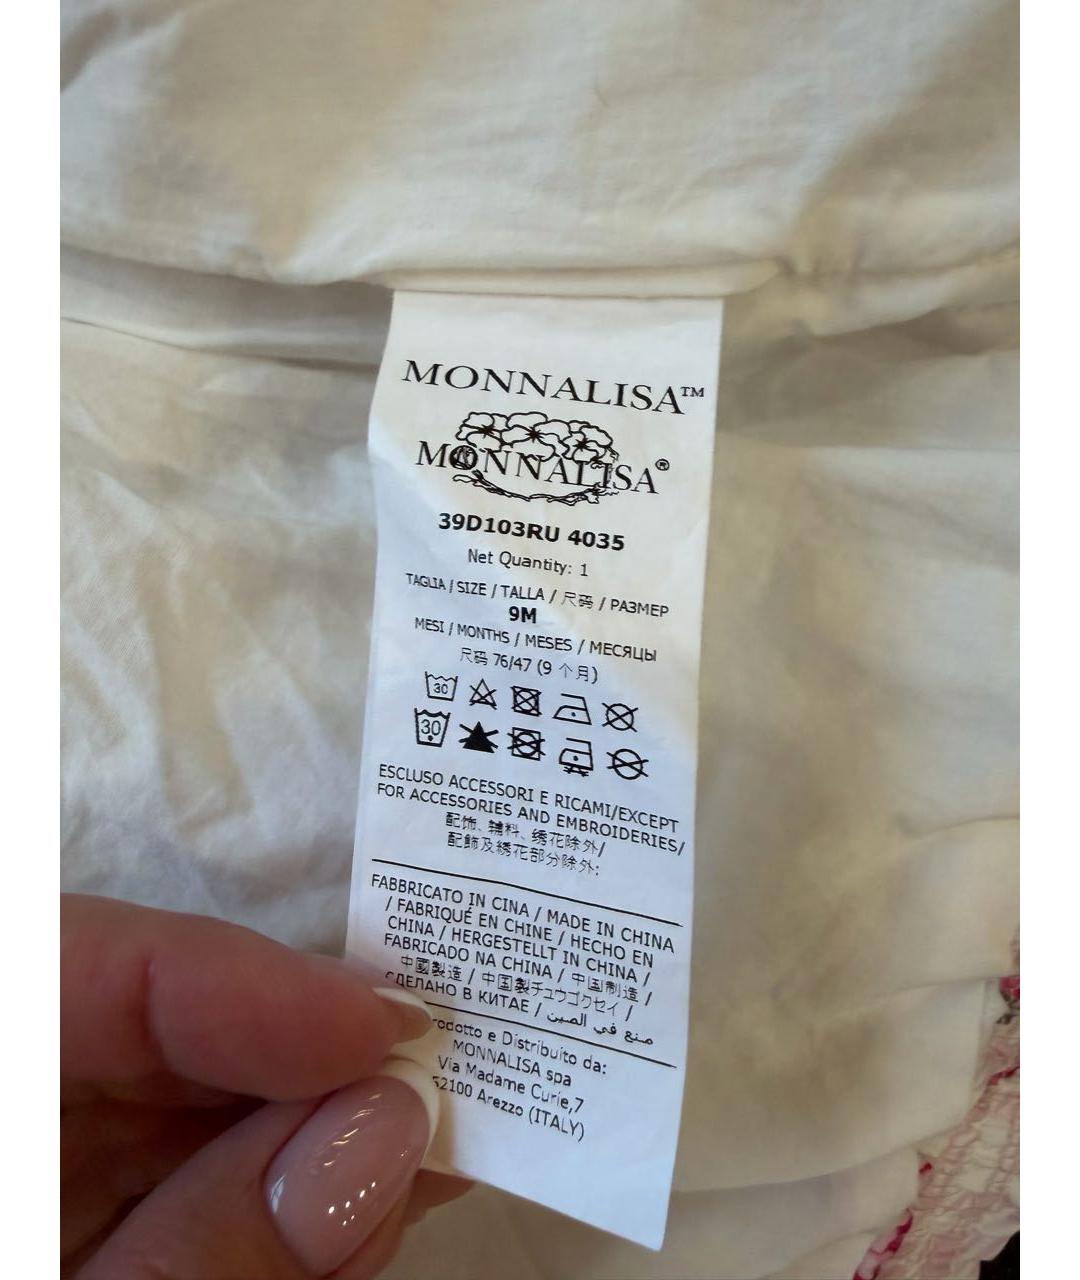 MONNALISA™
MONNALISA®
39D103RU 4035
Net Quantity: 1
TAGLIA / SIZE / TALLA / 尺码 / РАЗМЕР
9M
MESI / MONTHS / MESES / МЕСЯЦЫ
尺码 76/47 (9 个月)
30
30
ESCLUSO ACCESSORI E RICAMI/EXCEPT
FOR ACCESSORIES AND EMBROIDERIES/
配饰、辅料、绣花除外/
配飾及綉花部分除外:
FABBRICATO IN CINA / MADE IN CHINA
/ FABRIQUÉ EN CHINE / HECHO EN
CHINA / HERGESTELLT IN CHINA /
FABRICADO NA CHINA /
中國製造 / 中国製チュウゴクセイ / 中国制造 /
СДЕЛАНО В КИТАЕ / صنع في الصين
rodotto e Distribuito da:
MONNALISA spa
Via Madame Curie,7
52100 Arezzo (ITALY)